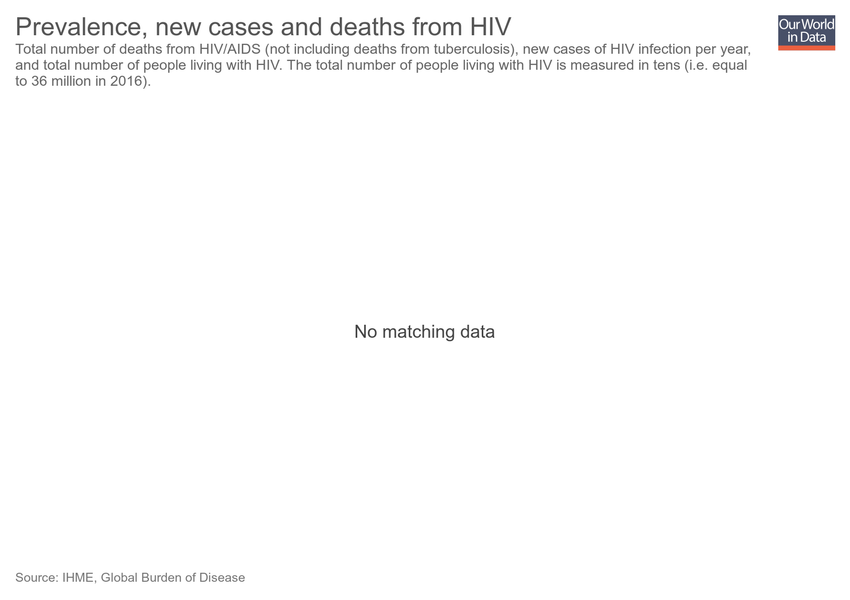 Prevalence, new cases and deaths from HIV
Our World
in Data
Total number of deaths from HIV/AIDS (not including deaths from tuberculosis), new cases of HIV infection per year,
and total number of people living with HIV. The total number of people living with HIV is measured in tens (i.e. equal
to 36 million in 2016).
No matching data
Source: IHME, Global Burden of Disease